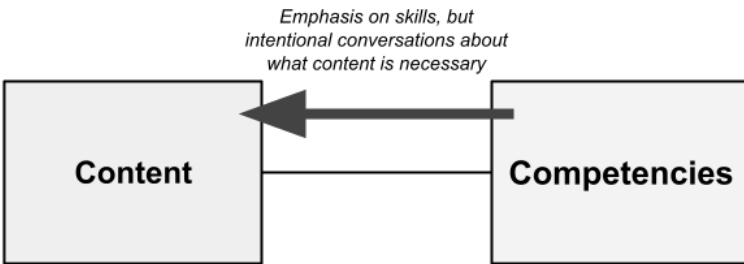 Emphasis on skills, but
intentional conversations about
what content is necessary
Content
Competencies